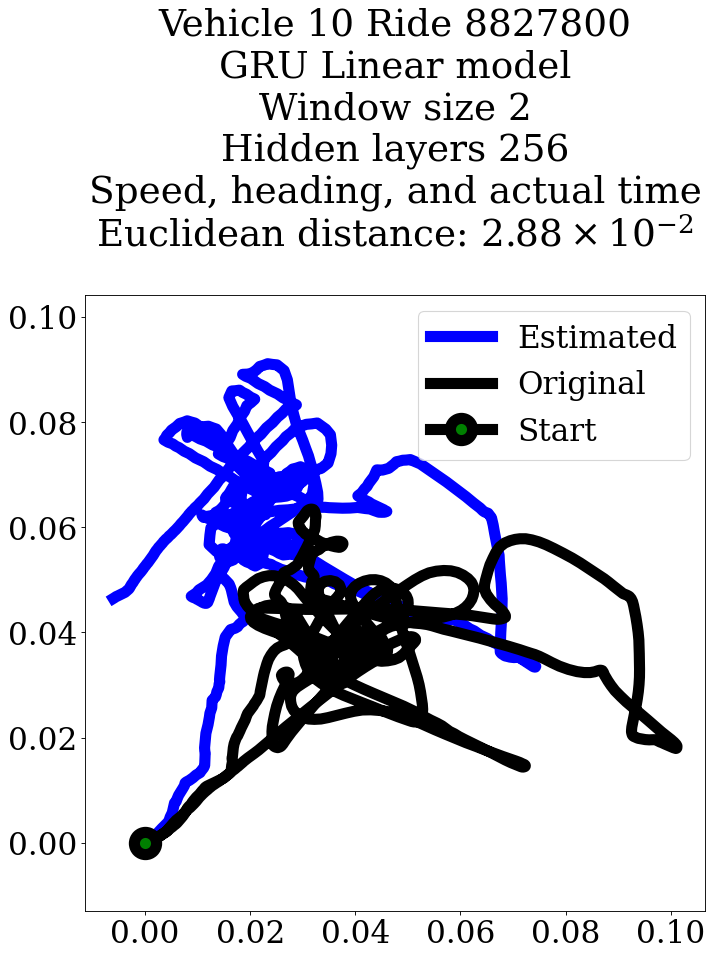 Vehicle 10 Ride 8827800
GRU Linear model
Window size 2
Hidden layers 256
Speed, heading, and actual time
Euclidean distance: 2.88 × 10⁻²
Estimated
Original
Start
0.10
0.08
0.06
0.04
0.02
0.00
0.00 0.02 0.04 0.06 0.08 0.10